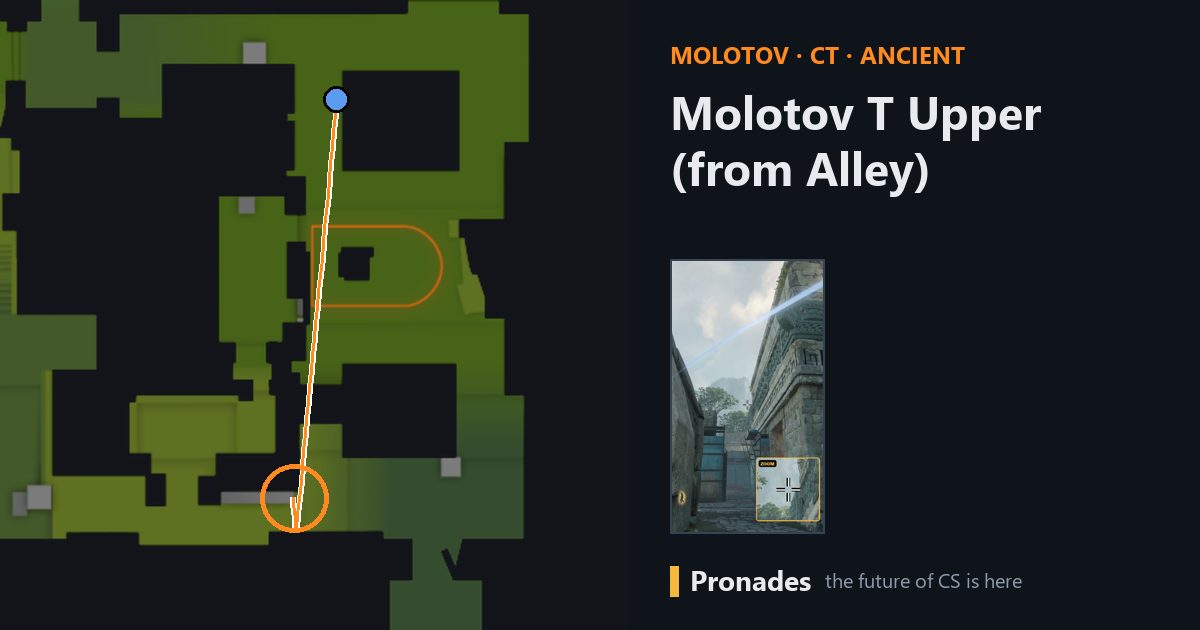 MOLOTOV · CT · ANCIENT
Molotov T Upper
(from Alley)
ZOOM
Pronades the future of CS is here